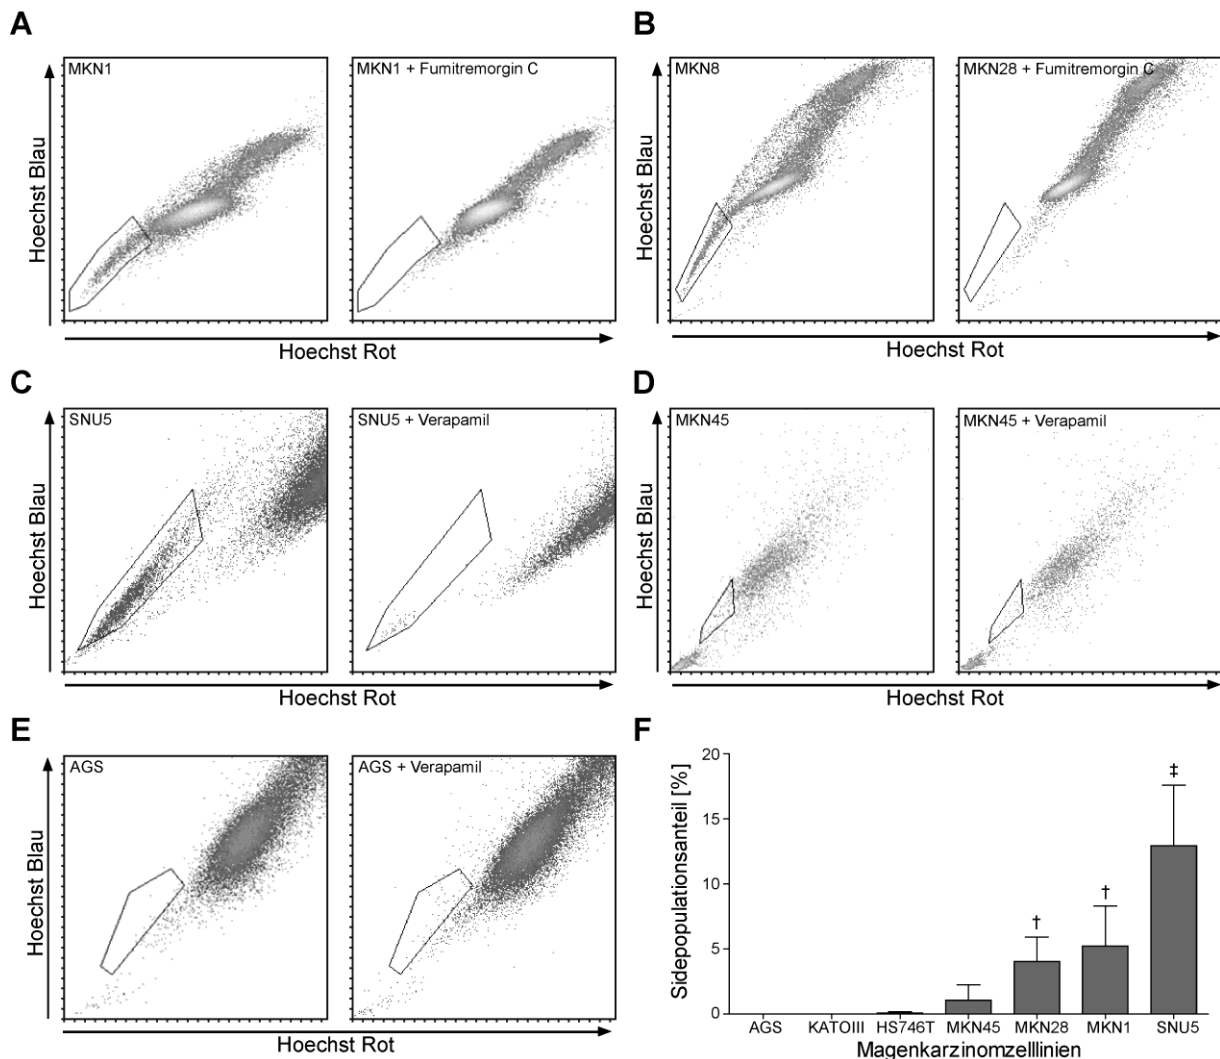 A
B
MKN1
MKN1 + Fumitremorgin C
MKN8
MKN28 + Fumitremorgin C
Hoechst Blau
Hoechst Blau
Hoechst Rot
Hoechst Rot
C
D
SNU5
SNU5 + Verapamil
MKN45
MKN45 + Verapamil
Hoechst Blau
Hoechst Blau
Hoechst Rot
Hoechst Rot
E
F
AGS
AGS + Verapamil
Hoechst Blau
Hoechst Rot
Sidepopulationsanteil [%]
20
15
10
5
0
† † ‡
AGS KATOIII HS746T MKN45 MKN28 MKN1 SNU5
Magenkarzinomzelllinien